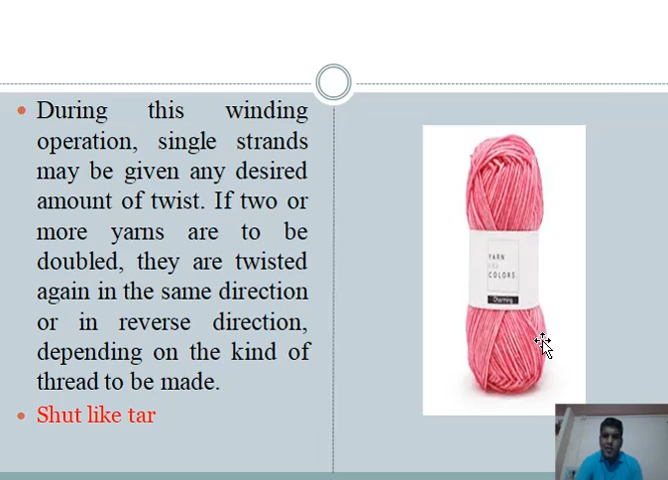 During this winding
operation, single strands
may be given any desired
amount of twist. If two or
more yarns are to be
doubled, they are twisted
again in the same direction
or in reverse direction,
depending on the kind of
thread to be made.
Shut like tar
YARN
COLORS
Charming